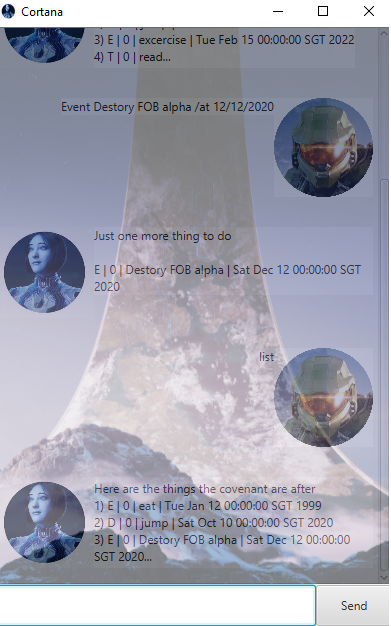 Cortana
3) E | 0 | excercise | Tue Feb 15 00:00:00 SGT 2022
4) T | 0 | read...
Event Destory FOB alpha /at 12/12/2020
Just one more thing to do
E | 0 | Destory FOB alpha | Sat Dec 12 00:00:00 SGT
2020
list
Here are the things the covenant are after
1) E | 0 | eat | Tue Jan 12 00:00:00 SGT 1999
2) D | 0 | jump | Sat Oct 10 00:00:00 SGT 2020
3) E | 0 | Destory FOB alpha | Sat Dec 12 00:00:00
SGT 2020...
Send